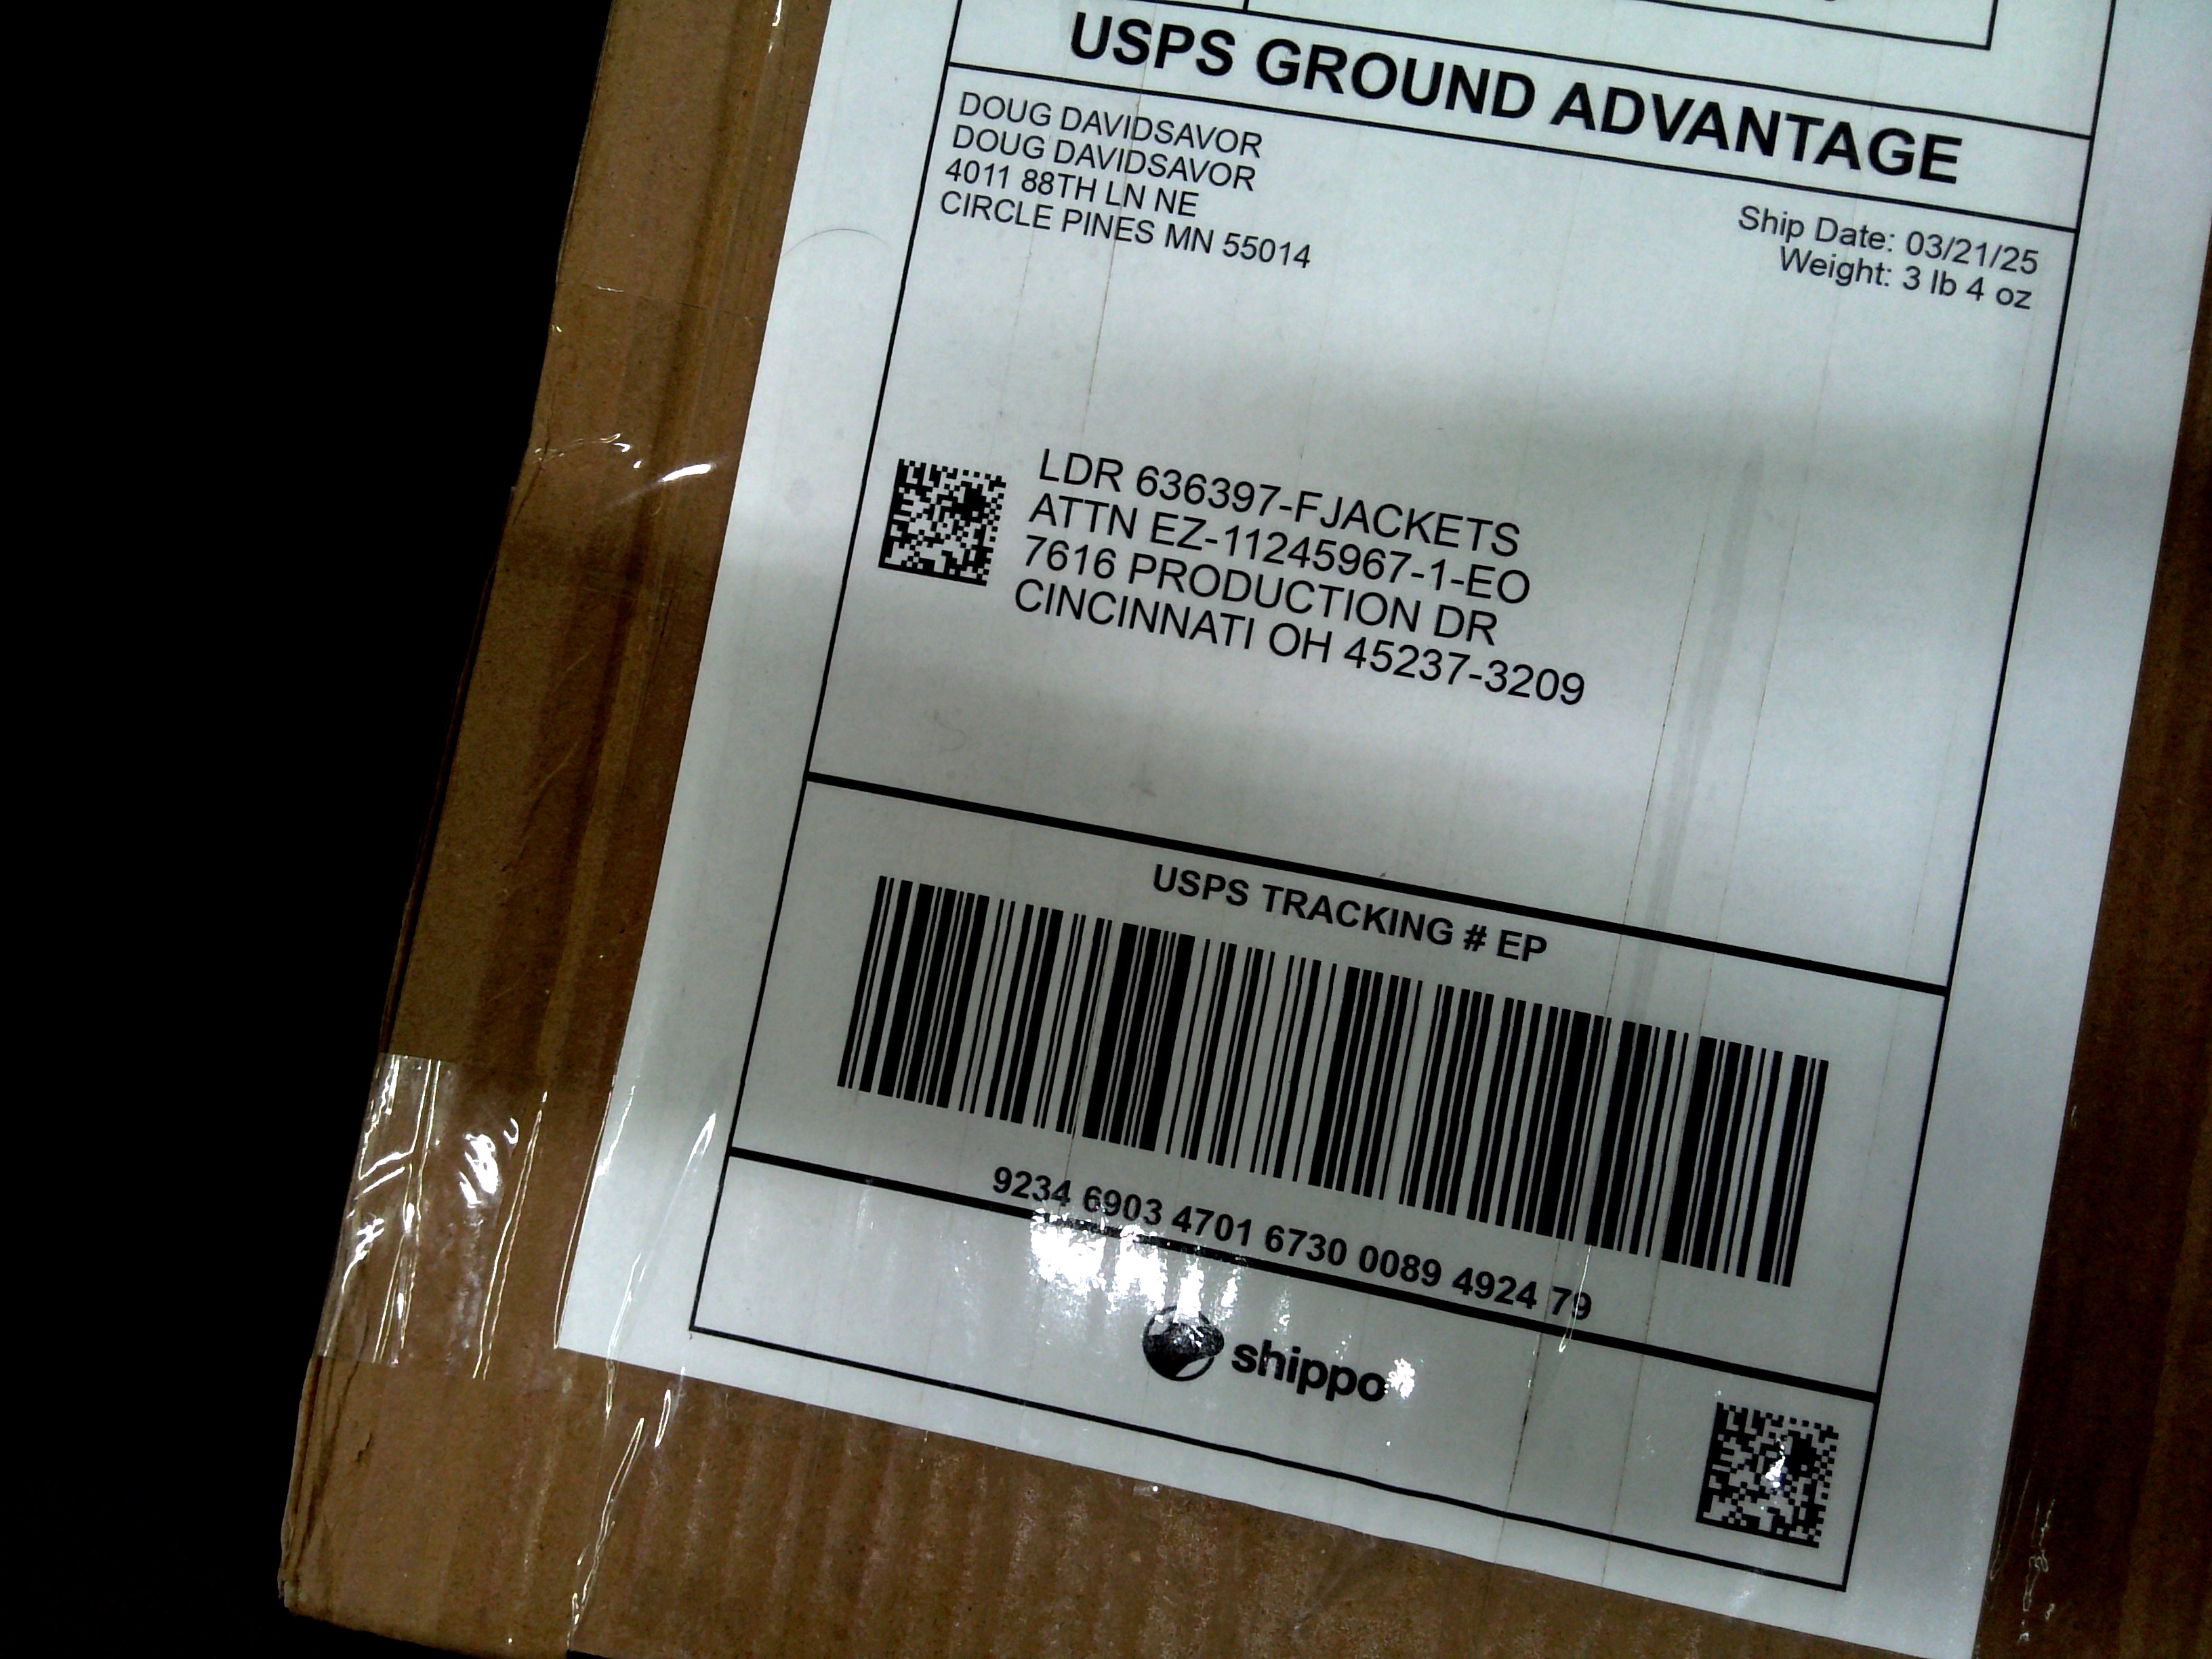 USPS GROUND ADVANTAGE
DOUG DAVIDSAVOR
DOUG DAVIDSAVOR
4011 88TH LN NE
CIRCLE PINES MN 55014
Ship Date: 03/21/25
Weight: 3 lb 4 oz
LDR 636397-FJACKETS
ATTN EZ-11245967-1-EO
7616 PRODUCTION DR
CINCINNATI OH 45237-3209
USPS TRACKING # EP
9234 6903 4701 6730 0089 4924 79
shippo